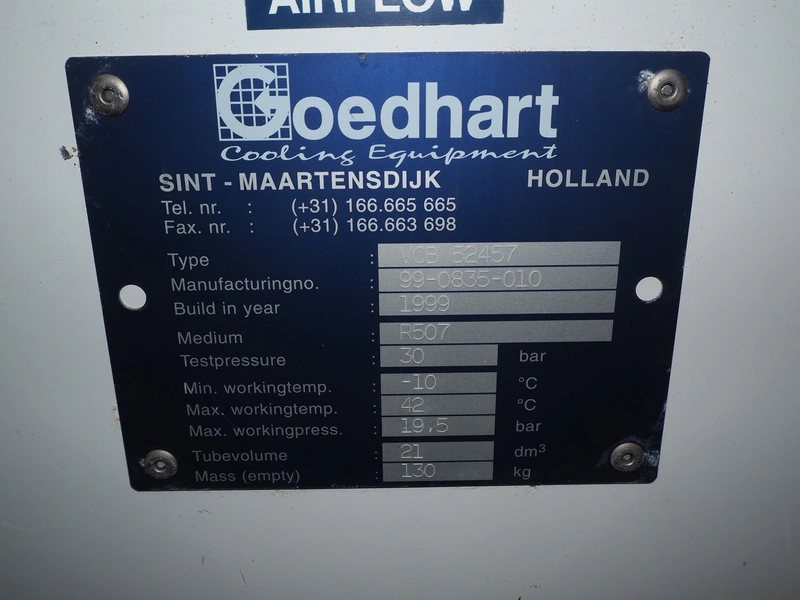 AIRFLOW
Goedhart
Cooling Equipment
SINT - MAARTENSDIJK HOLLAND
Tel. nr. : (+31) 166.665 665
Fax. nr. : (+31) 166.663 698
Type : VCB 52457
Manufacturingno. : 99-0835-010
Build in year : 1999
Medium : R507
Testpressure : 30 bar
Min. workingtemp. : -10 °C
Max. workingtemp. : 42 °C
Max. workingpress. : 19,5 bar
Tubevolume : 21 dm³
Mass (empty) : 130 kg